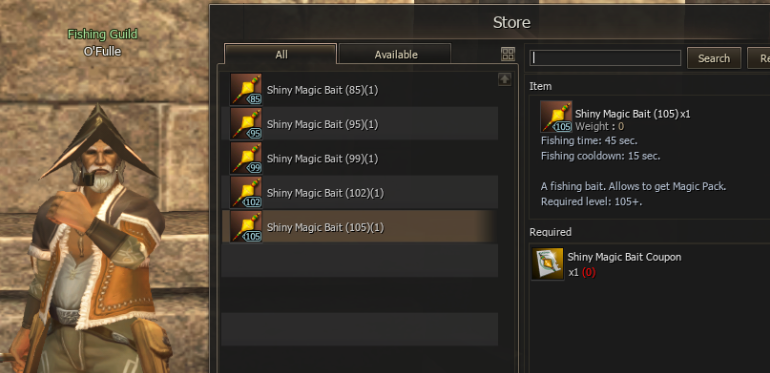 Fishing Guild
O'Fulle
Store
All
Available
Search
Shiny Magic Bait (85)(1)
85
Shiny Magic Bait (95)(1)
95
Shiny Magic Bait (99)(1)
99
Shiny Magic Bait (102)(1)
102
Shiny Magic Bait (105)(1)
105
Item
Shiny Magic Bait (105) x1
105
Weight : 0
Fishing time: 45 sec.
Fishing cooldown: 15 sec.
A fishing bait. Allows to get Magic Pack.
Required level: 105+.
Required
Shiny Magic Bait Coupon
x1 (0)